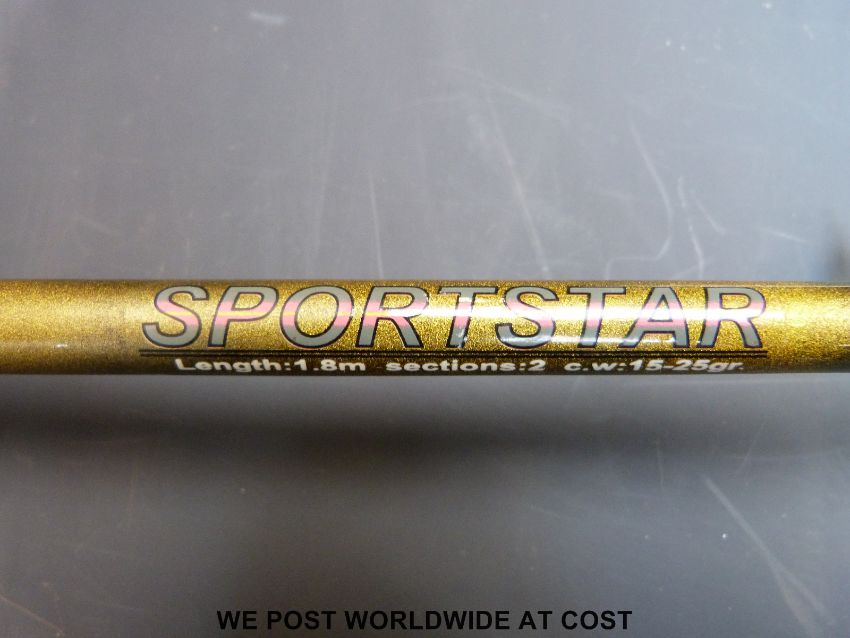 SPORTSTAR
Length:1.8m sections:2 c.w:15-25gr.
WE POST WORLDWIDE AT COST